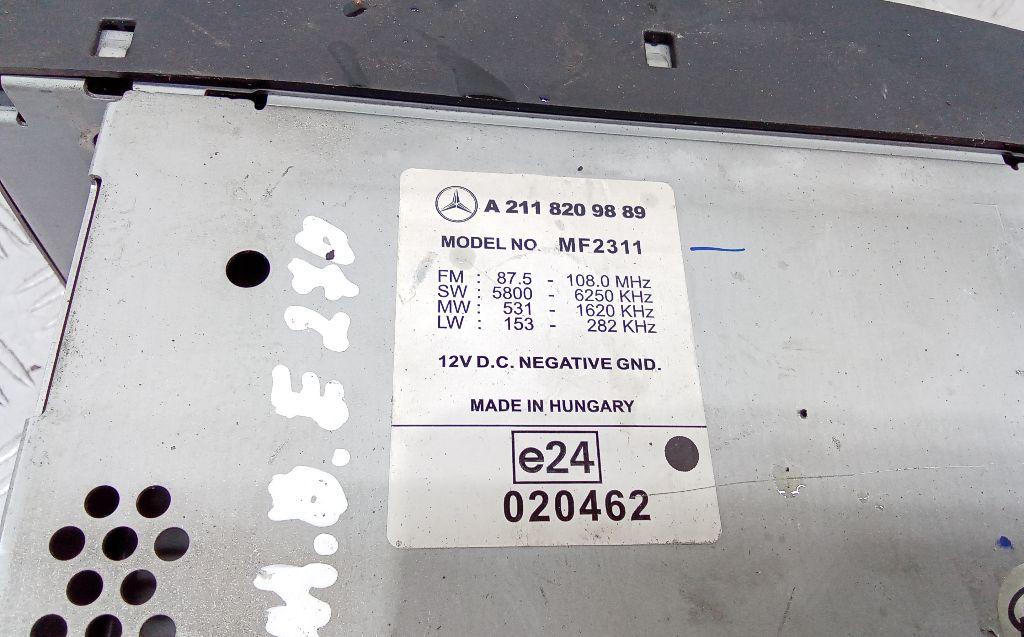 A 211 820 98 89
MODEL NO. MF2311
FM : 87.5 - 108.0 MHz
SW : 5800 - 6250 KHz
MW : 531 - 1620 KHz
LW : 153 - 282 KHz
12V D.C. NEGATIVE GND.
MADE IN HUNGARY
e24
020462